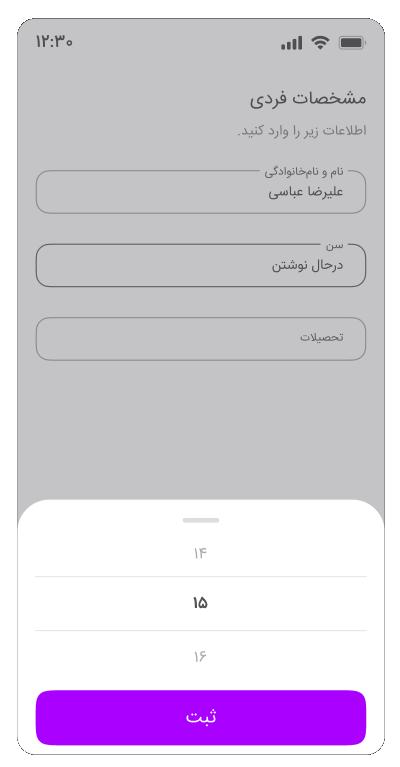 ۱۲:۳۰
مشخصات فردی
اطلاعات زیر را وارد کنید.
نام و نام‌خانوادگی
علیرضا عباسی
سن
درحال نوشتن
تحصیلات
۱۴
۱۵
۱۶
ثبت